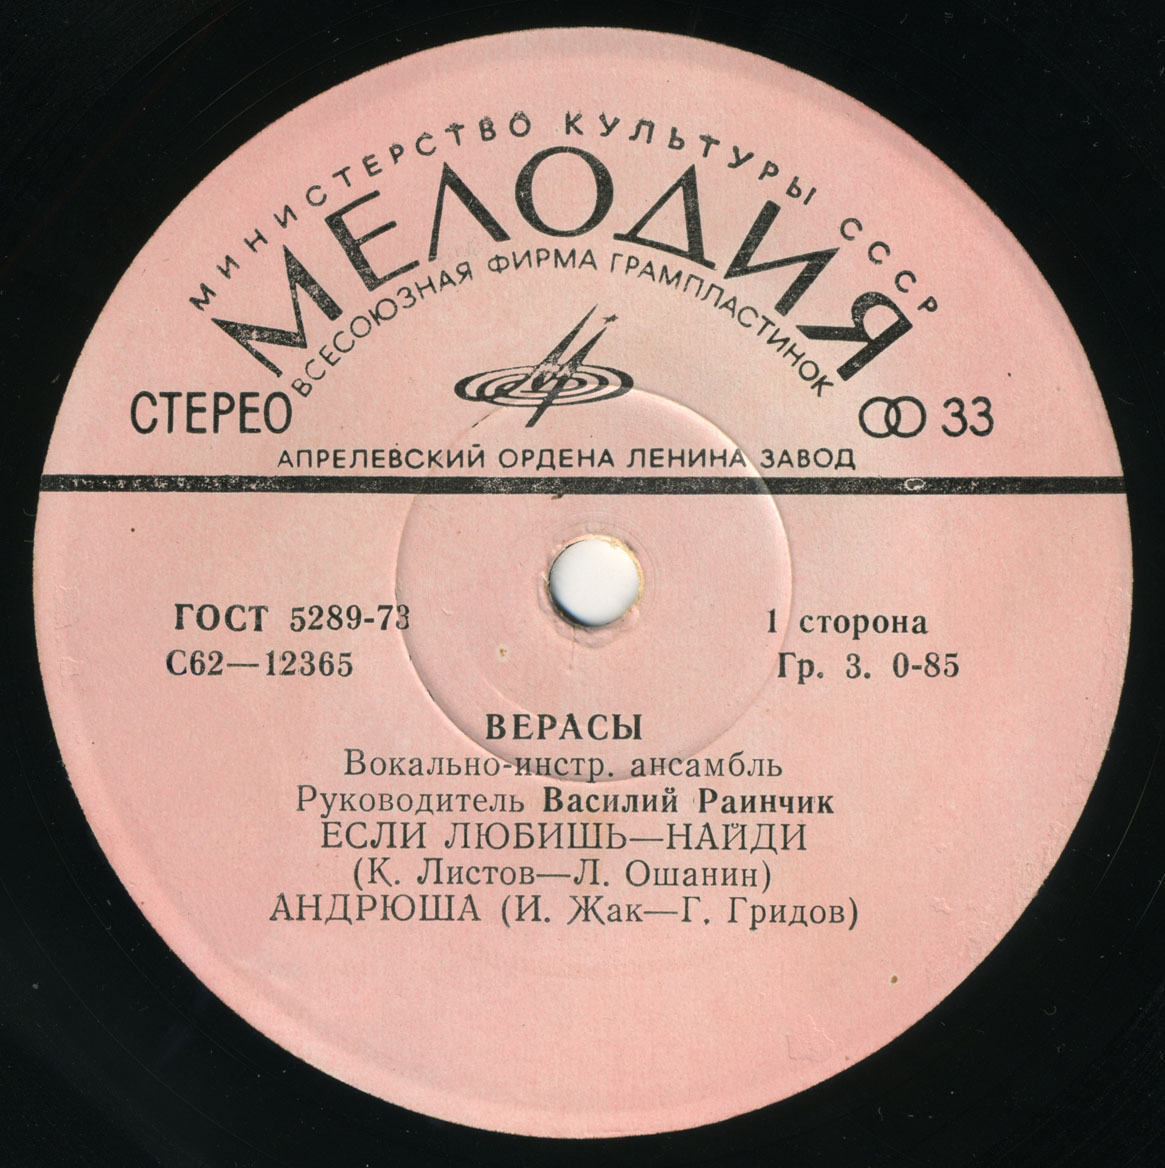 МИНИСТЕРСТВО КУЛЬТУРЫ СССР
МЕЛОДИЯ
ВСЕСОЮЗНАЯ ФИРМА ГРАМПЛАСТИНОК
СТЕРЕО
33
АПРЕЛЕВСКИЙ ОРДЕНА ЛЕНИНА ЗАВОД
ГОСТ 5289-73
1 сторона
С62—12365
Гр. 3. 0-85
ВЕРАСЫ
Вокально-инстр. ансамбль
Руководитель Василий Раинчик
ЕСЛИ ЛЮБИШЬ—НАЙДИ
(К. Листов—Л. Ошанин)
АНДРЮША (И. Жак—Г. Гридов)